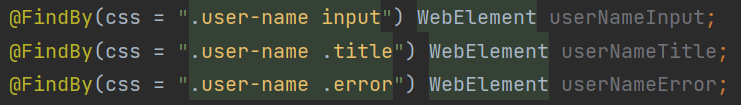 @FindBy(css = ".user-name input") WebElement userNameInput;
@FindBy(css = ".user-name .title") WebElement userNameTitle;
@FindBy(css = ".user-name .error") WebElement userNameError;